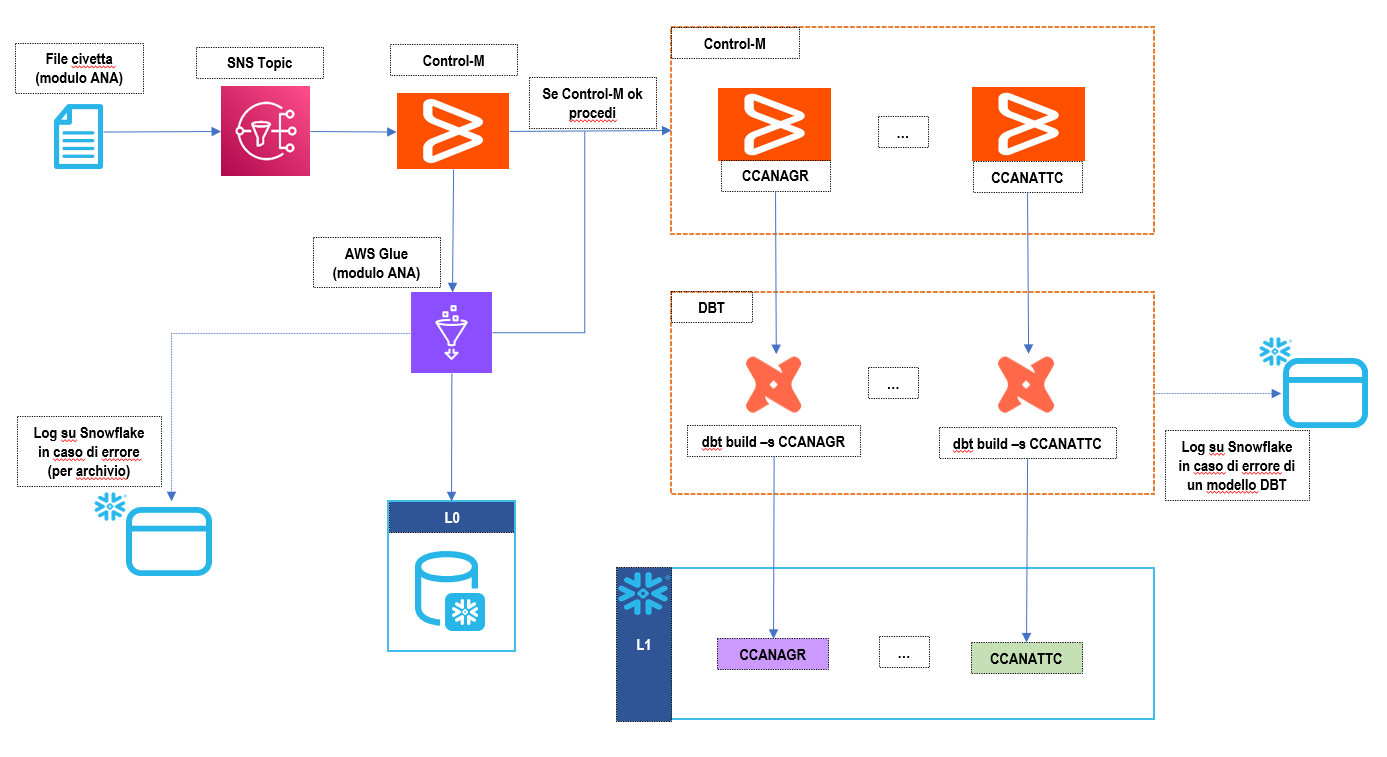 File civetta
(modulo ANA)
SNS Topic
Control-M
Se Control-M ok
procedi
Control-M
...
CCANAGR
CCANATTC
AWS Glue
(modulo ANA)
DBT
...
dbt build –s CCANAGR
dbt build –s CCANATTC
Log su Snowflake
in caso di errore
(per archivio)
Log su Snowflake
in caso di errore di
un modello DBT
L0
L1
CCANAGR
...
CCANATTC